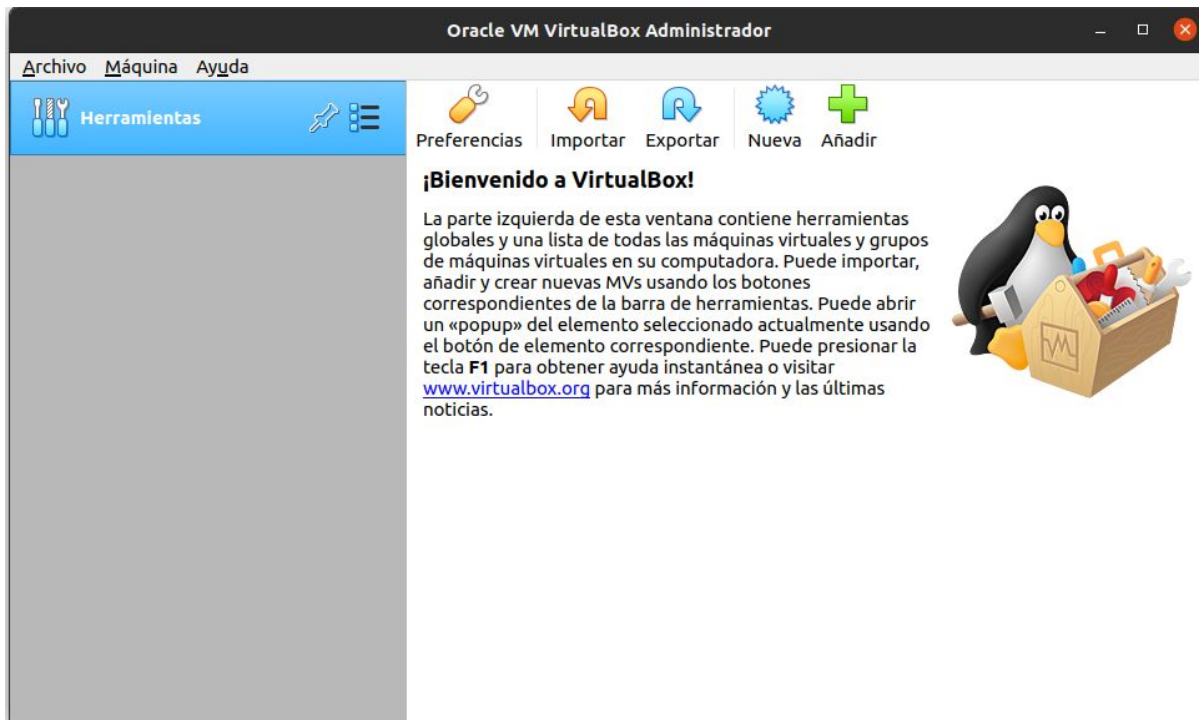 Oracle VM VirtualBox Administrador
Archivo Máquina Ayuda
Herramientas
Preferencias Importar Exportar Nueva Añadir
¡Bienvenido a VirtualBox!
La parte izquierda de esta ventana contiene herramientas
globales y una lista de todas las máquinas virtuales y grupos
de máquinas virtuales en su computadora. Puede importar,
añadir y crear nuevas MVs usando los botones
correspondientes de la barra de herramientas. Puede abrir
un «popup» del elemento seleccionado actualmente usando
el botón de elemento correspondiente. Puede presionar la
tecla F1 para obtener ayuda instantánea o visitar
www.virtualbox.org para más información y las últimas
noticias.